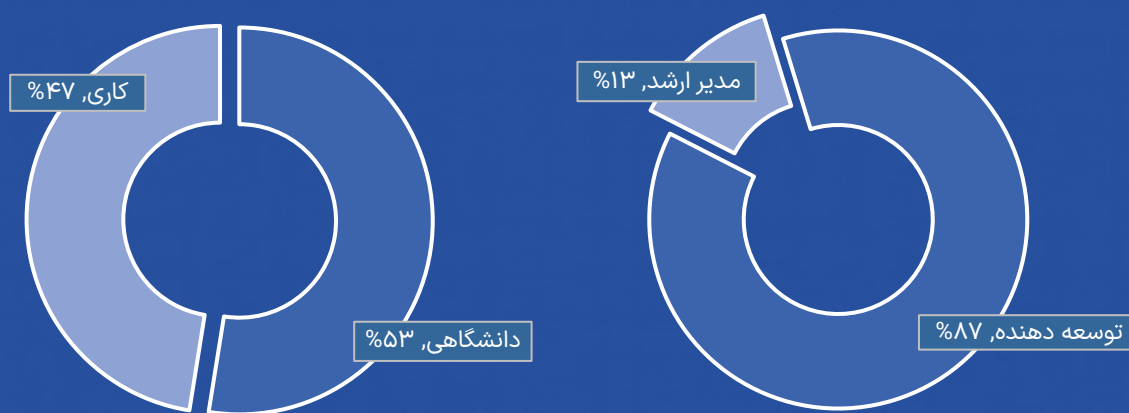 مدیر ارشد, ۱۳%
توسعه دهنده, ۸۷%
کاری, ۴۷%
دانشگاهی, ۵۳%